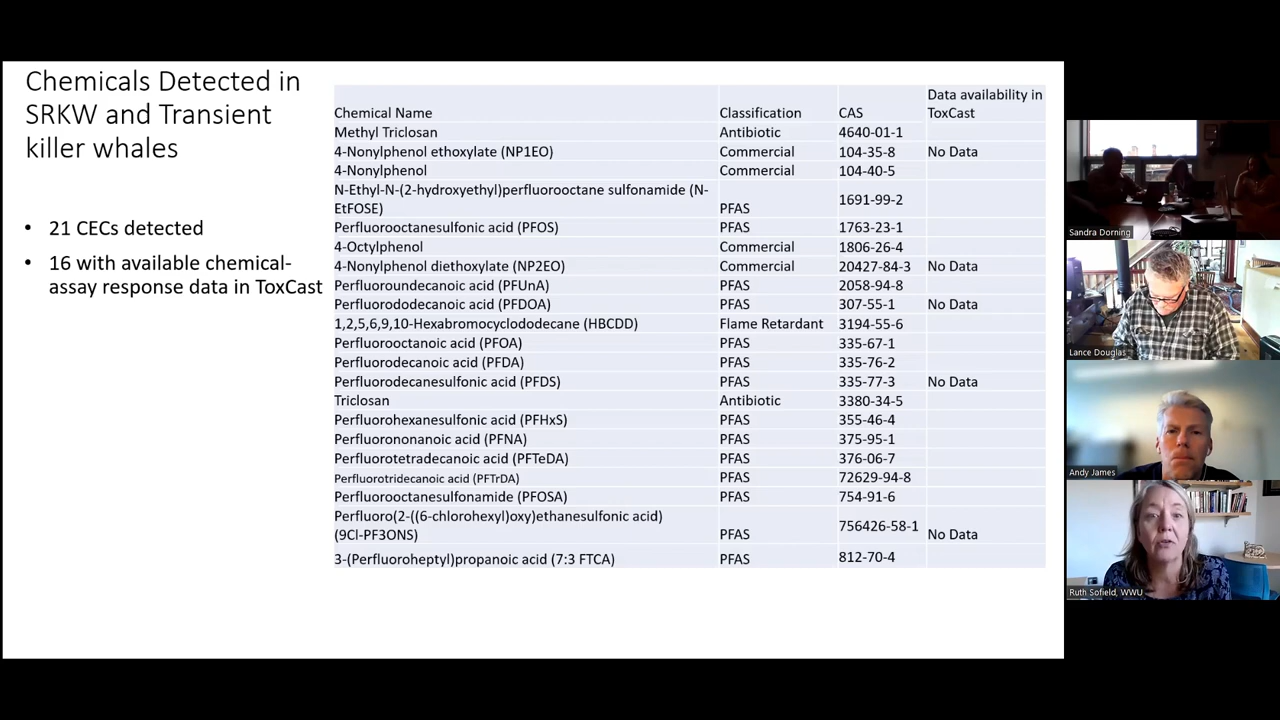 Chemicals Detected in
SRKW and Transient
killer whales
• 21 CECs detected
• 16 with available chemical-
assay response data in ToxCast
Data availability in
Chemical Name Classification CAS ToxCast
Methyl Triclosan Antibiotic 4640-01-1
4-Nonylphenol ethoxylate (NP1EO) Commercial 104-35-8 No Data
4-Nonylphenol Commercial 104-40-5
N-Ethyl-N-(2-hydroxyethyl)perfluorooctane sulfonamide (N-
EtFOSE) PFAS 1691-99-2
Perfluorooctanesulfonic acid (PFOS) PFAS 1763-23-1
4-Octylphenol Commercial 1806-26-4
4-Nonylphenol diethoxylate (NP2EO) Commercial 20427-84-3 No Data
Perfluoroundecanoic acid (PFUnA) PFAS 2058-94-8
Perfluorododecanoic acid (PFDOA) PFAS 307-55-1 No Data
1,2,5,6,9,10-Hexabromocyclododecane (HBCDD) Flame Retardant 3194-55-6
Perfluorooctanoic acid (PFOA) PFAS 335-67-1
Perfluorodecanoic acid (PFDA) PFAS 335-76-2
Perfluorodecanesulfonic acid (PFDS) PFAS 335-77-3 No Data
Triclosan Antibiotic 3380-34-5
Perfluorohexanesulfonic acid (PFHxS) PFAS 355-46-4
Perfluorononanoic acid (PFNA) PFAS 375-95-1
Perfluorotetradecanoic acid (PFTeDA) PFAS 376-06-7
Perfluorotridecanoic acid (PFTrDA) PFAS 72629-94-8
Perfluorooctanesulfonamide (PFOSA) PFAS 754-91-6
Perfluoro(2-((6-chlorohexyl)oxy)ethanesulfonic acid)
(9Cl-PF3ONS) PFAS 756426-58-1 No Data
3-(Perfluoroheptyl)propanoic acid (7:3 FTCA) PFAS 812-70-4
Sandra Dorning
Lance Douglas
Andy James
Ruth Sofield, WWU